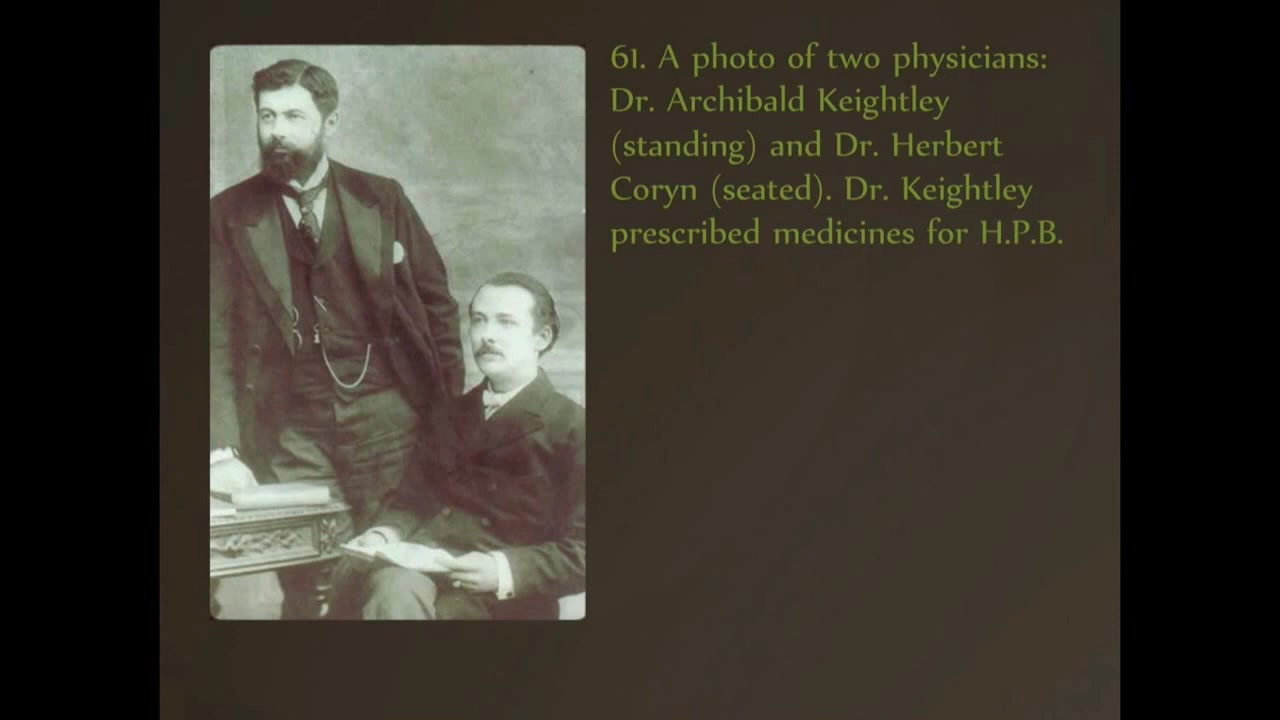 61. A photo of two physicians:
Dr. Archibald Keightley
(standing) and Dr. Herbert
Coryn (seated). Dr. Keightley
prescribed medicines for H.P.B.